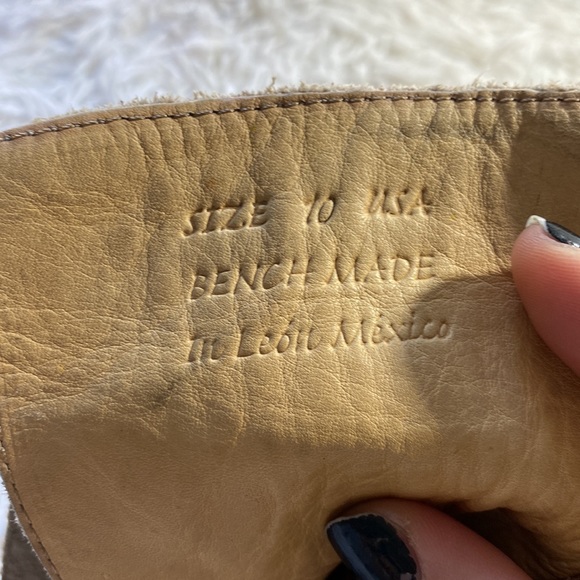 SIZE 10 USA
BENCH MADE
In León México